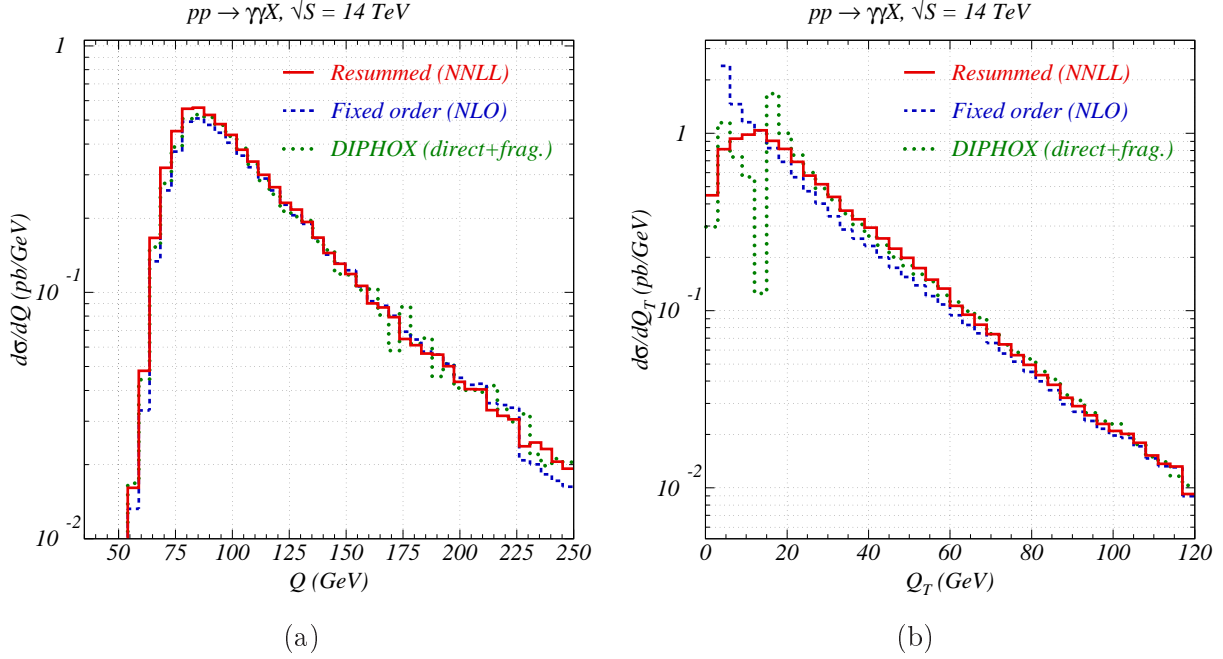 pp → γγX, √S = 14 TeV
Resummed (NNLL)
Fixed order (NLO)
DIPHOX (direct+frag.)
dσ/dQ (pb/GeV)
1
10⁻¹
10⁻²
50 75 100 125 150 175 200 225 250
Q (GeV)
(a)
pp → γγX, √S = 14 TeV
Resummed (NNLL)
Fixed order (NLO)
DIPHOX (direct+frag.)
dσ/dQ_T (pb/GeV)
1
10⁻¹
10⁻²
0 20 40 60 80 100 120
Q_T (GeV)
(b)